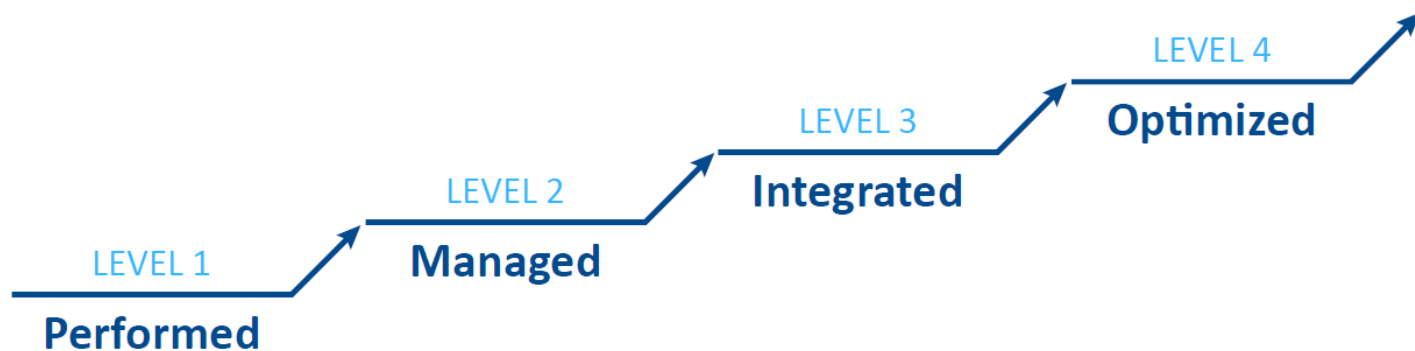 LEVEL 1
Performed
LEVEL 2
Managed
LEVEL 3
Integrated
LEVEL 4
Optimized